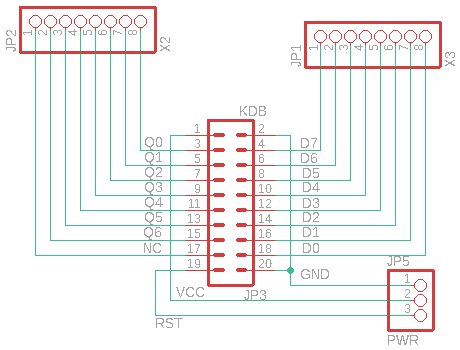 JP2 1 2 3 4 5 6 7 8 X2
JP1 1 2 3 4 5 6 7 8 X3
KDB
1 2
Q0 3 4 D7
Q1 5 6 D6
Q2 7 8 D5
Q3 9 10 D4
Q4 11 12 D3
Q5 13 14 D2
Q6 15 16 D1
NC 17 18 D0
19 20 GND
JP5
VCC JP3
1
2
3
RST
PWR